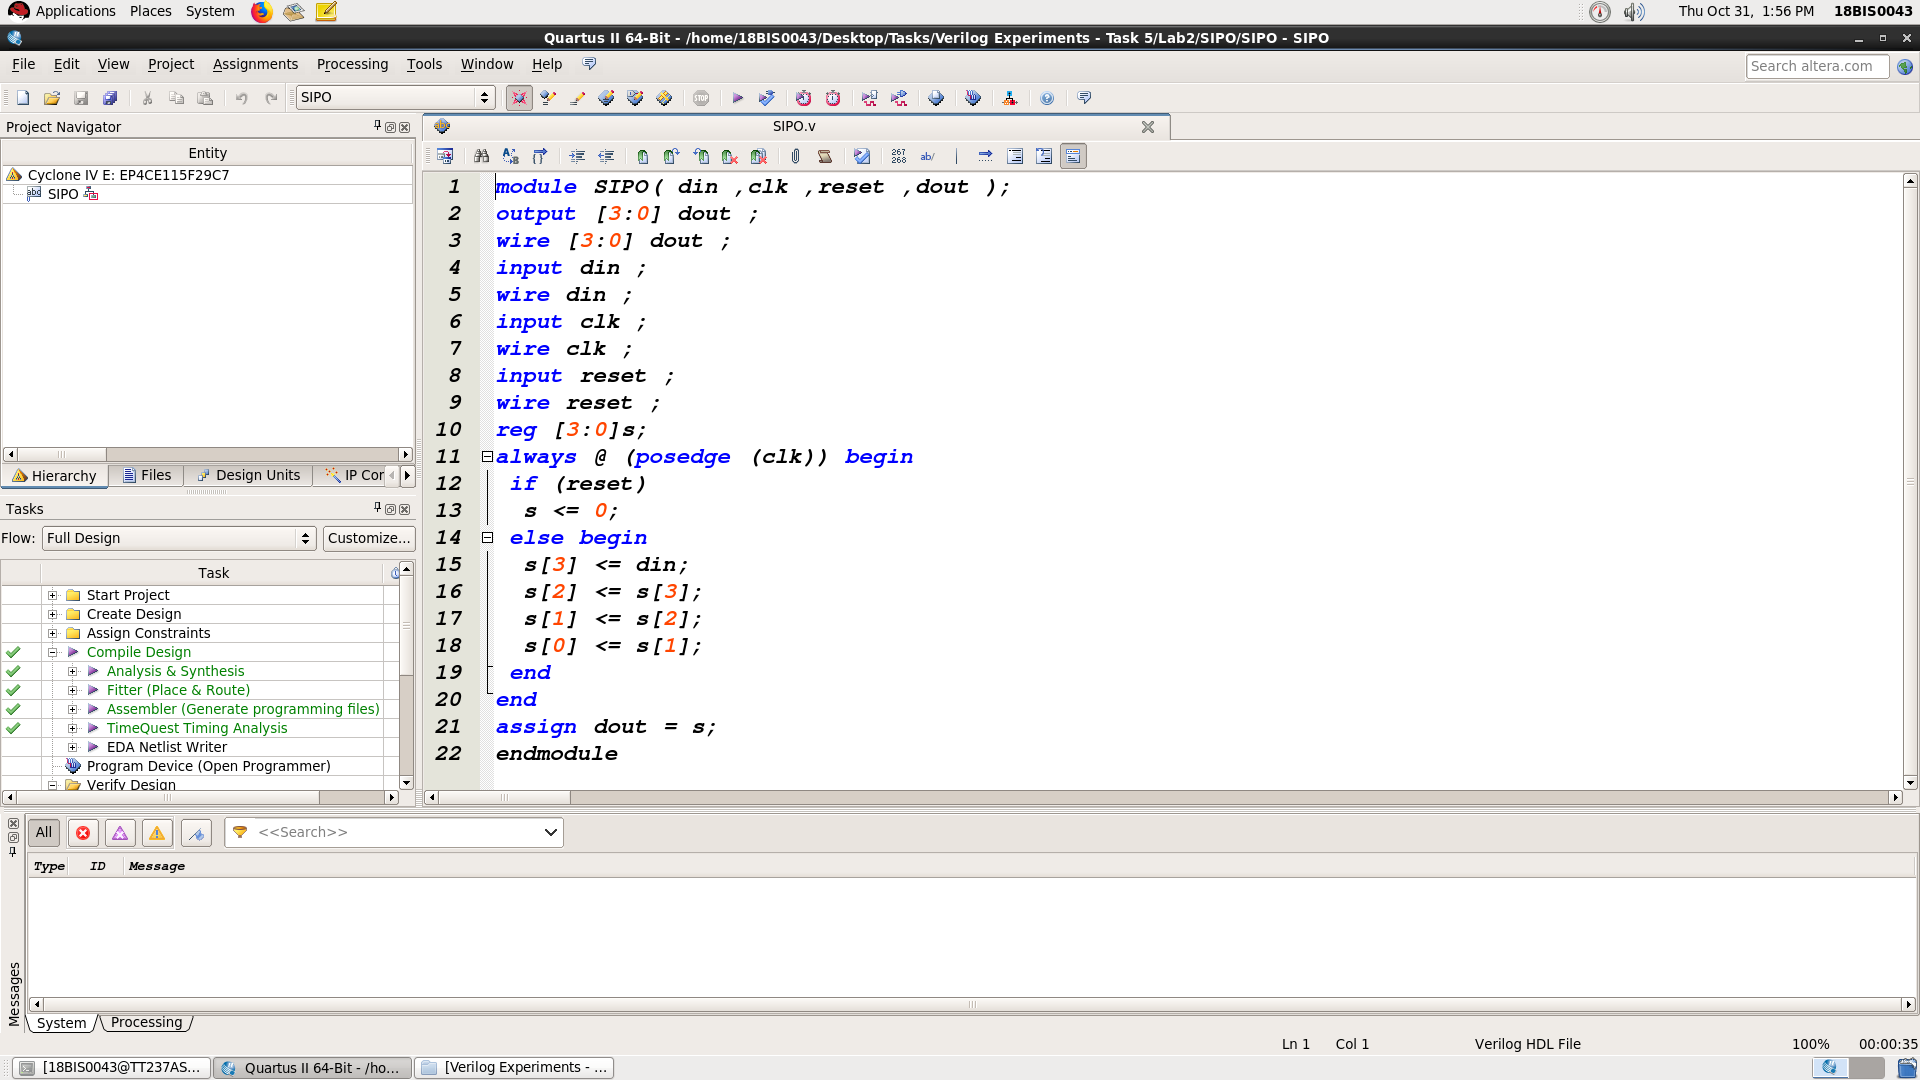 Applications Places System Thu Oct 31, 1:56 PM 18BIS0043
Quartus II 64-Bit - /home/18BIS0043/Desktop/Tasks/Verilog Experiments - Task 5/Lab2/SIPO/SIPO - SIPO
File Edit View Project Assignments Processing Tools Window Help Search altera.com
SIPO STOP
Project Navigator
Entity
Cyclone IV E: EP4CE115F29C7
abc SIPO
Hierarchy Files Design Units IP Cor
Tasks
Flow: Full Design Customize...
Task
Start Project
Create Design
Assign Constraints
Compile Design
Analysis & Synthesis
Fitter (Place & Route)
Assembler (Generate programming files)
TimeQuest Timing Analysis
EDA Netlist Writer
Program Device (Open Programmer)
Verify Design
SIPO.v
267
268 ab/
1 module SIPO( din ,clk ,reset ,dout );
2 output [3:0] dout ;
3 wire [3:0] dout ;
4 input din ;
5 wire din ;
6 input clk ;
7 wire clk ;
8 input reset ;
9 wire reset ;
10 reg [3:0]s;
11 always @ (posedge (clk)) begin
12 if (reset)
13 s <= 0;
14 else begin
15 s[3] <= din;
16 s[2] <= s[3];
17 s[1] <= s[2];
18 s[0] <= s[1];
19 end
20 end
21 assign dout = s;
22 endmodule
All <<Search>>
Type ID Message
Messages
System Processing
Ln 1 Col 1 Verilog HDL File 100% 00:00:35
[18BIS0043@TT237AS... Quartus II 64-Bit - /ho... [Verilog Experiments - ...